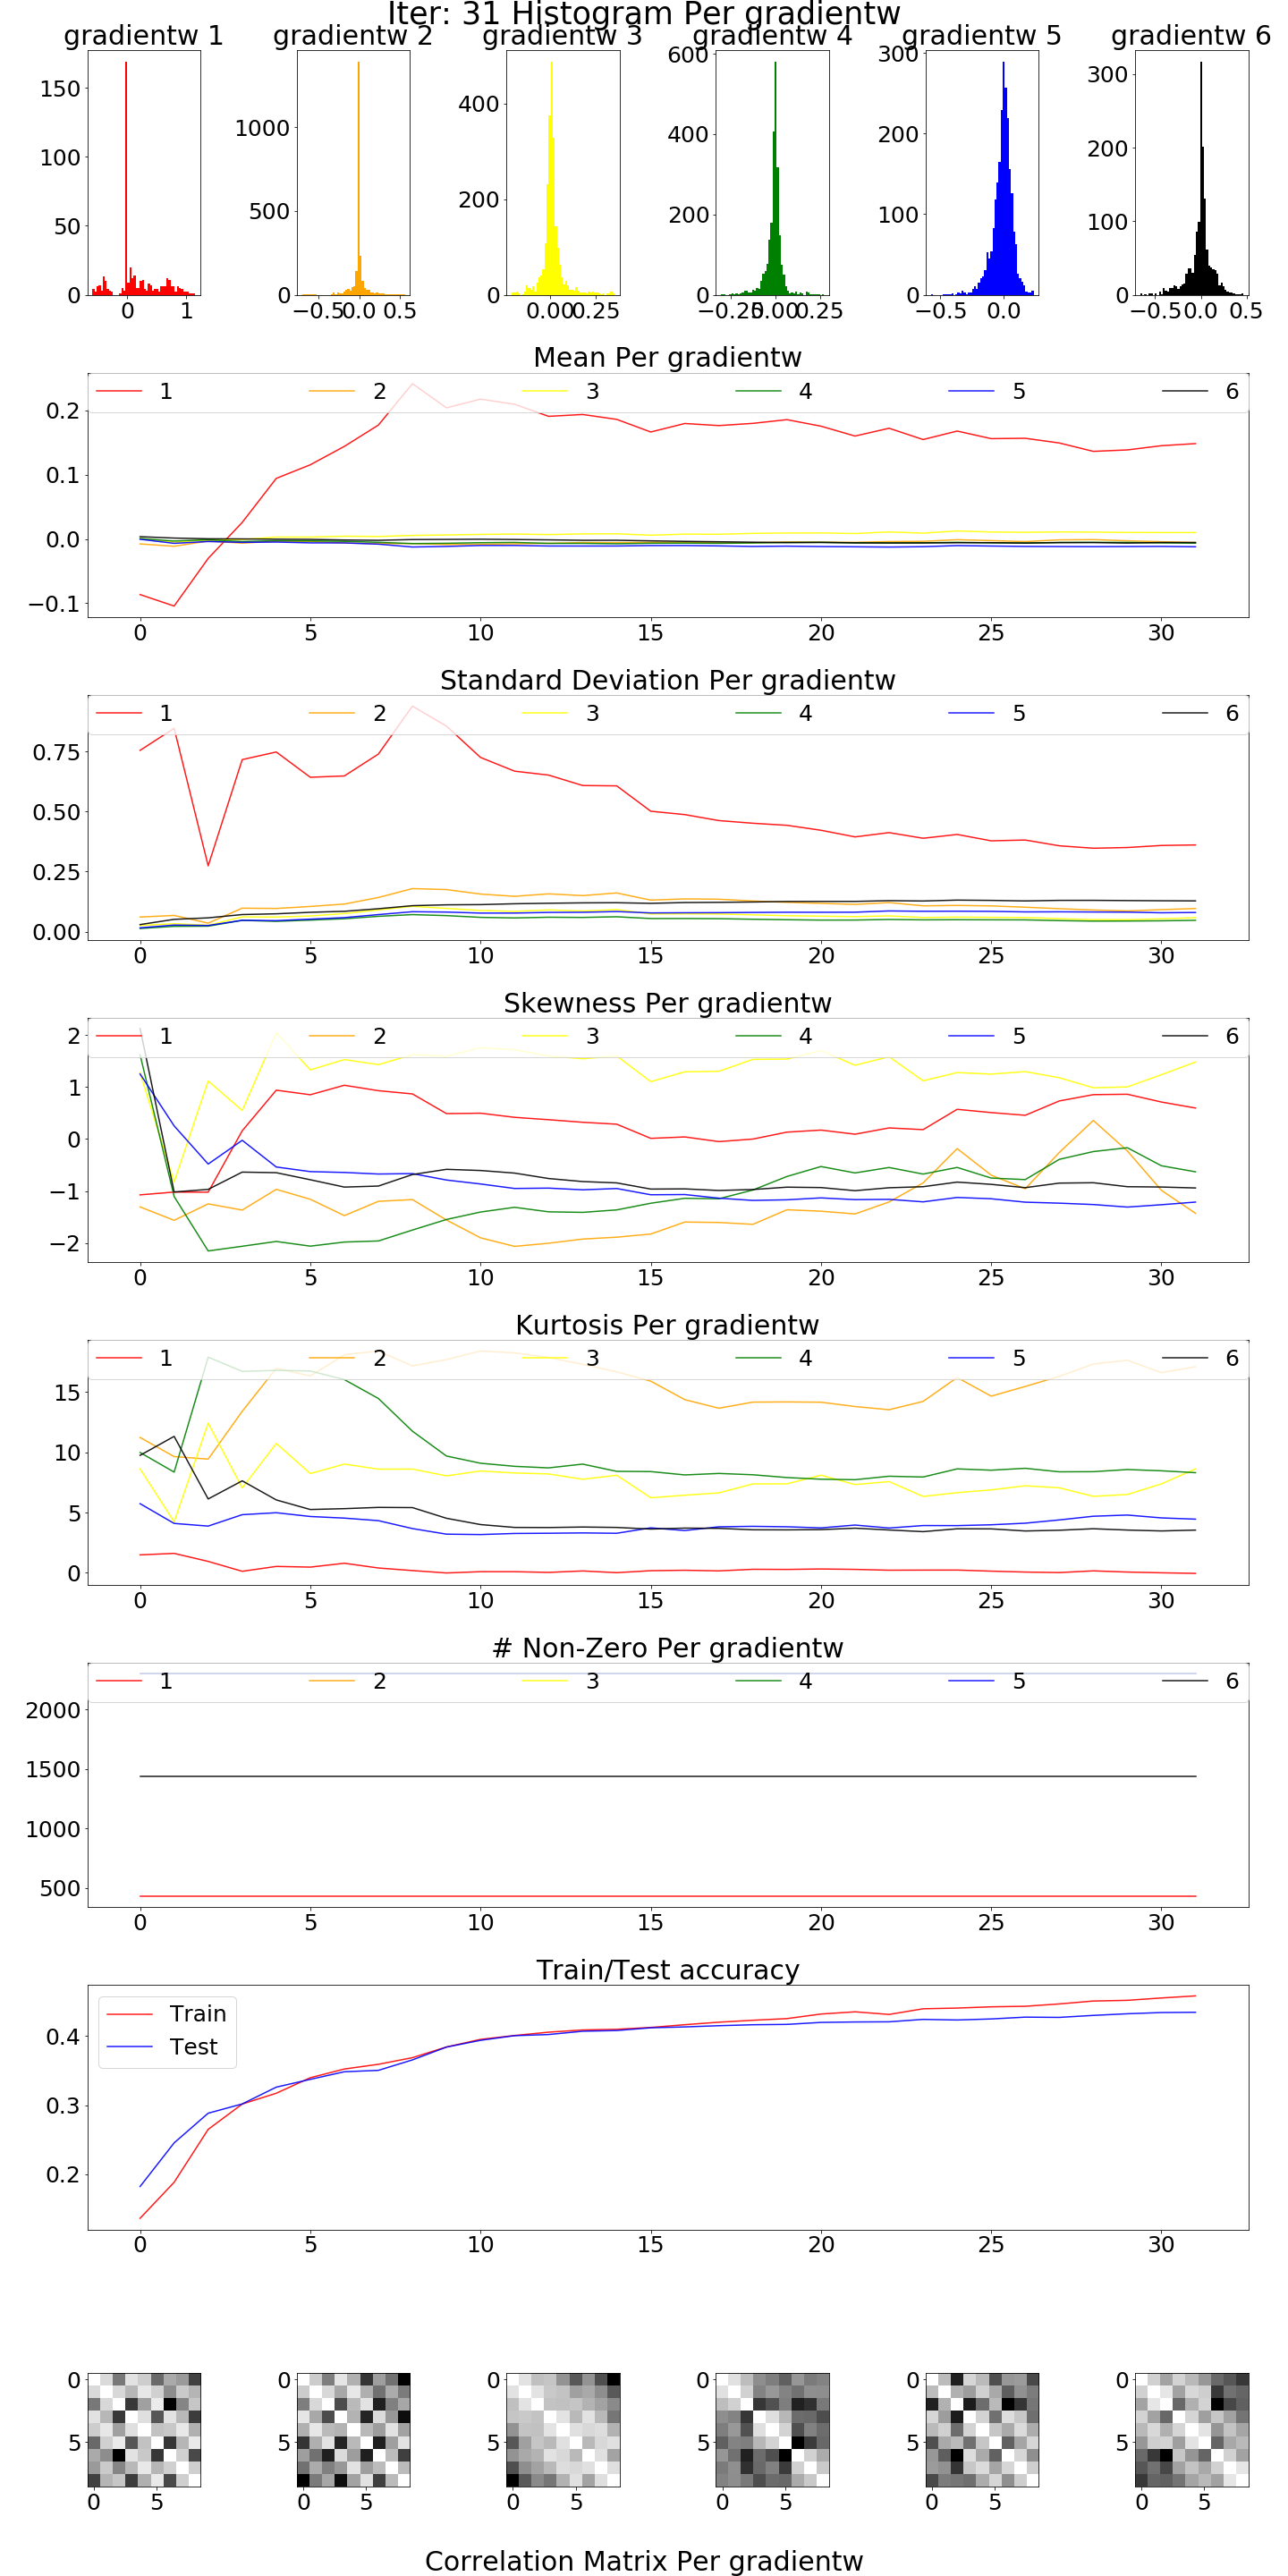 Iter: 31 Histogram Per gradientw
gradientw 1 gradientw 2 gradientw 3 gradientw 4 gradientw 5 gradientw 6
150
100
50
0
0 1
1000
500
0
−0.5 0.0 0.5
400
200
0
0.00 0.25
600
400
200
0
−0.25 0.00 0.25
300
200
100
0
−0.5 0.0
300
200
100
0
−0.5 0.0 0.5
Mean Per gradientw
1 2 3 4 5 6
0.2
0.1
0.0
−0.1
0 5 10 15 20 25 30
Standard Deviation Per gradientw
1 2 3 4 5 6
0.75
0.50
0.25
0.00
0 5 10 15 20 25 30
Skewness Per gradientw
1 2 3 4 5 6
2
1
0
−1
−2
0 5 10 15 20 25 30
Kurtosis Per gradientw
1 2 3 4 5 6
15
10
5
0
0 5 10 15 20 25 30
# Non-Zero Per gradientw
1 2 3 4 5 6
2000
1500
1000
500
0 5 10 15 20 25 30
Train/Test accuracy
Train
Test
0.4
0.3
0.2
0 5 10 15 20 25 30
0
5
0 5
0
5
0 5
0
5
0 5
0
5
0 5
0
5
0 5
0
5
0 5
Correlation Matrix Per gradientw